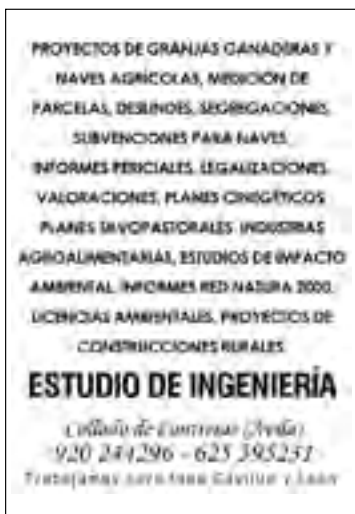 PROYECTOS DE GRANJAS GANADERAS Y
NAVES AGRÍCOLAS, MEDICIÓN DE
PARCELAS, DESLINDES, SEGREGACIONES,
SUBVENCIONES PARA NAVES,
INFORMES PERICIALES, LEGALIZACIONES,
VALORACIONES, PLANES CINEGÉTICOS,
PLANES SILVOPASTORALES, INDUSTRIAS
AGROALIMENTARIAS, ESTUDIOS DE IMPACTO
AMBIENTAL, INFORMES RED NATURA 2000,
LICENCIAS AMBIENTALES, PROYECTOS DE
CONSTRUCCIONES RURALES
ESTUDIO DE INGENIERÍA
Collado de Contreras (Ávila)
920 244296 - 625 395251
Trabajamos para toda Castilla y León